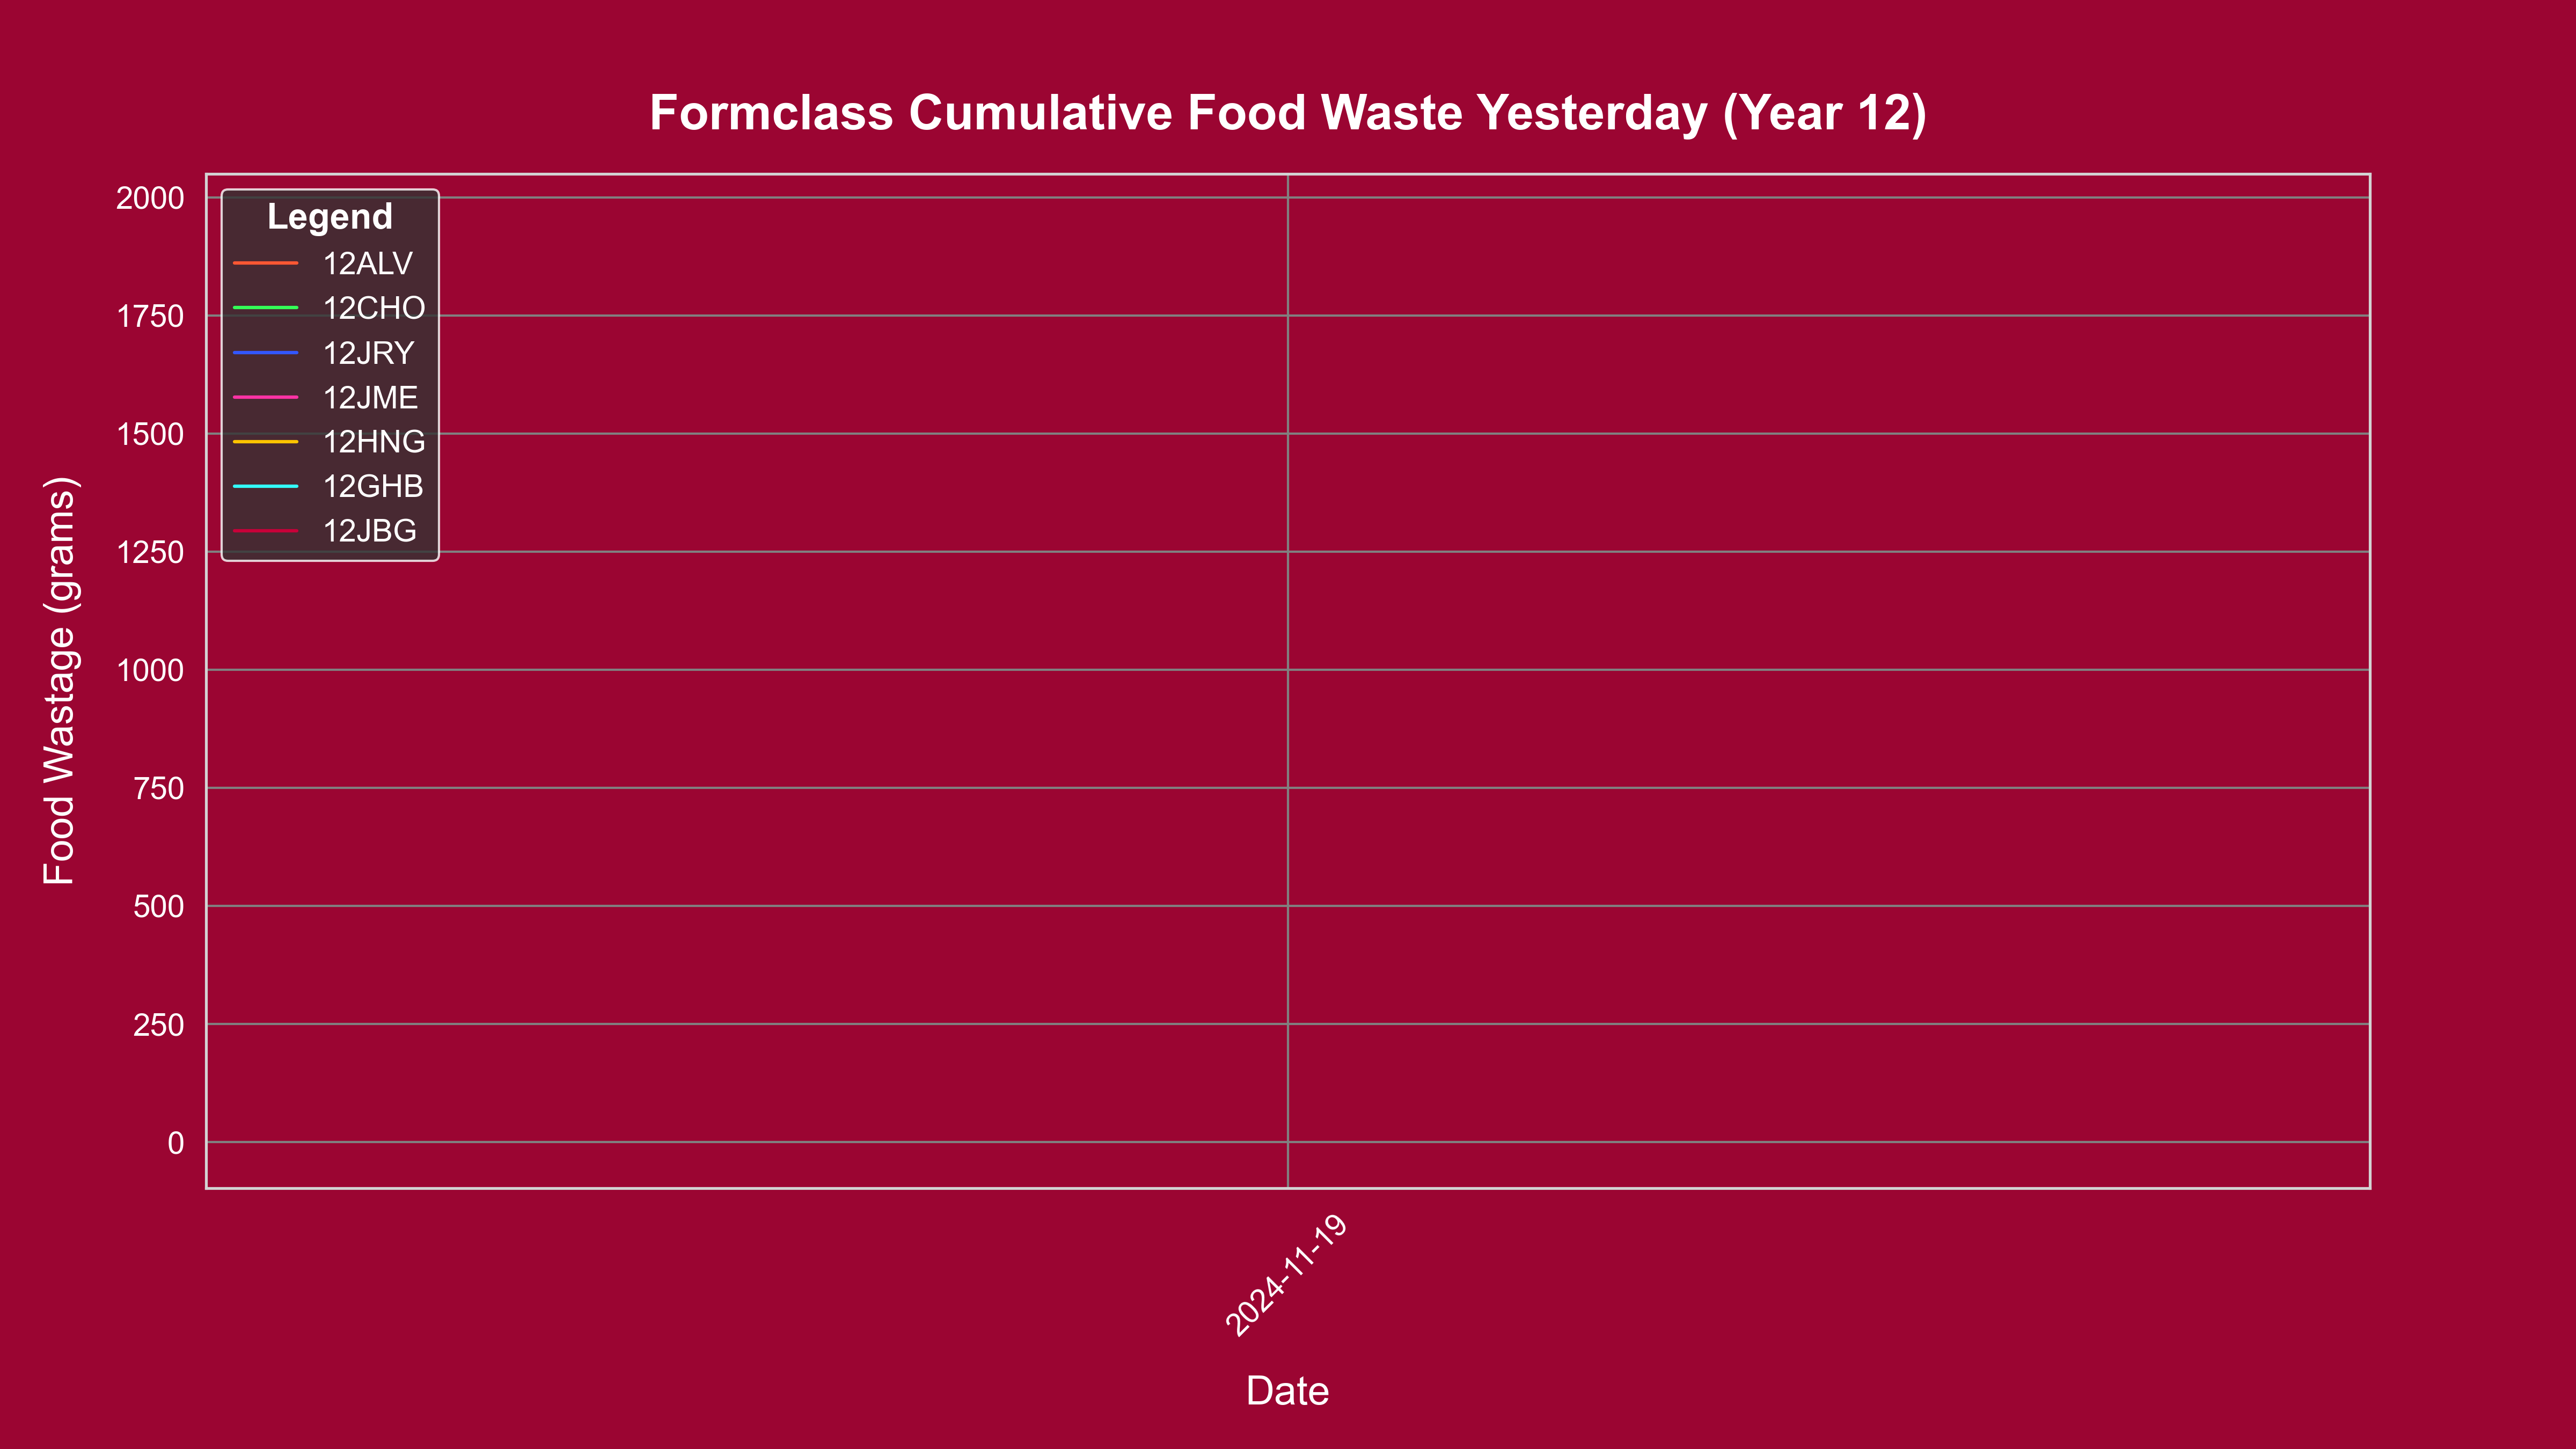 Formclass Cumulative Food Waste Yesterday (Year 12)
2000
1750
1500
1250
1000
750
500
250
0
Food Wastage (grams)
Legend
12ALV
12CHO
12JRY
12JME
12HNG
12GHB
12JBG
2024-11-19
Date